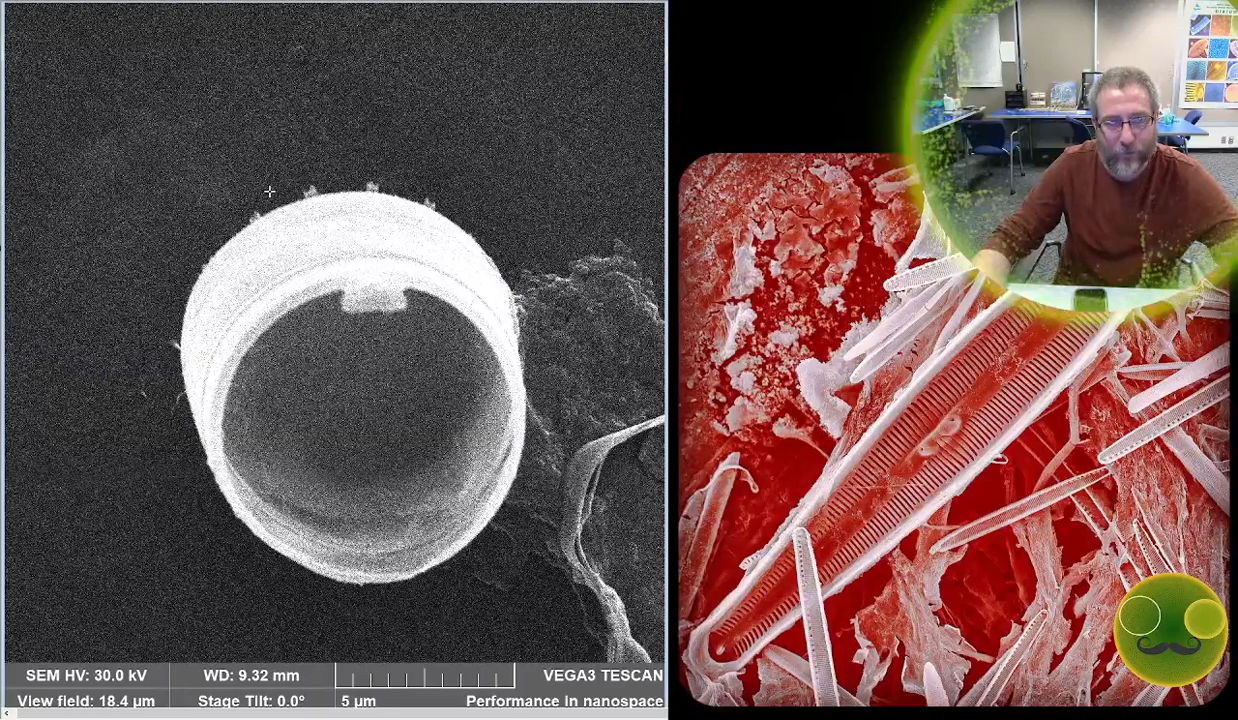 SEM HV: 30.0 kV
WD: 9.32 mm
VEGA3 TESCAN
View field: 18.4 µm
Stage Tilt: 0.0°
5 µm
Performance in nanospace